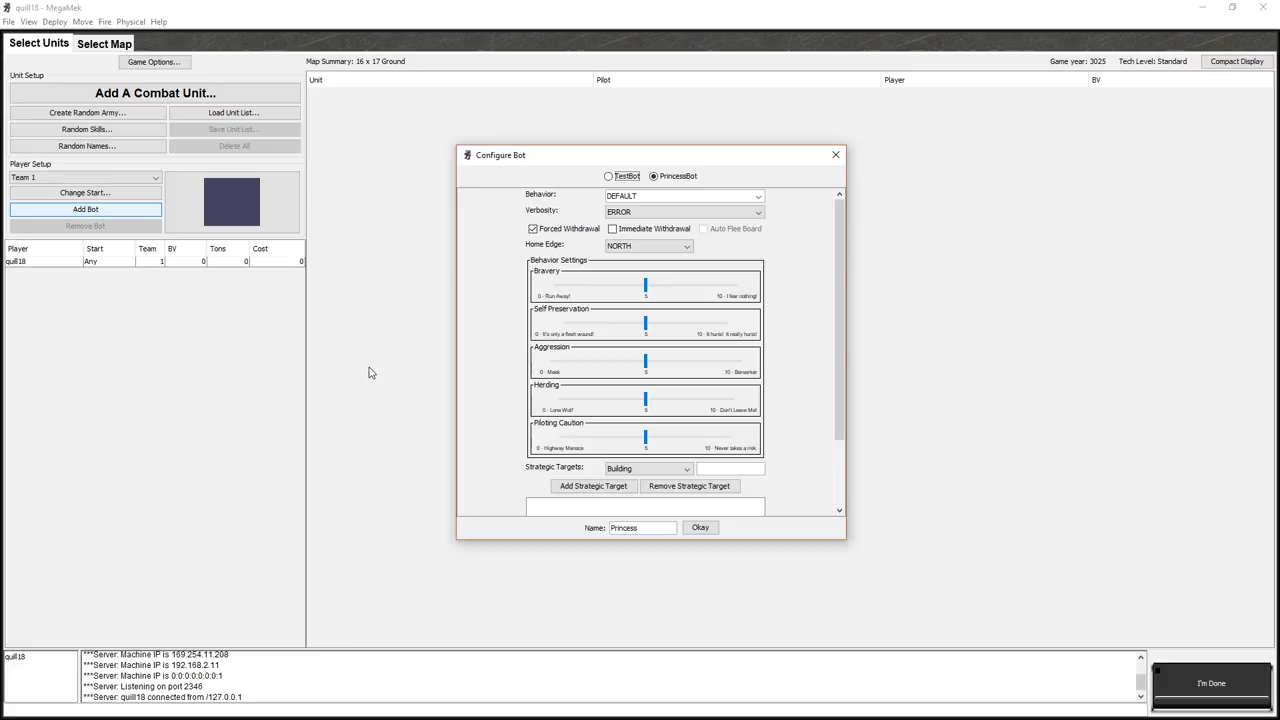 quill18 - MegaMek
File View Deploy Move Fire Physical Help
Select Units Select Map
Game Options...
Map Summary: 16 x 17 Ground
Game year: 3025 Tech Level: Standard Compact Display
Unit Setup
Unit Pilot Player BV
Add A Combat Unit...
Create Random Army... Load Unit List...
Random Skills... Save Unit List...
Random Names... Delete All
Player Setup
Team 1
Change Start...
Add Bot
Remove Bot
Player Start Team BV Tons Cost
quill18 Any 1 0 0 0
Configure Bot
TestBot PrincessBot
Behavior: DEFAULT
Verbosity: ERROR
Forced Withdrawal Immediate Withdrawal Auto Flee Board
Home Edge: NORTH
Behavior Settings
Bravery
0 - Run Away! 5 10 - I fear nothing!
Self Preservation
0 - It's only a flesh wound! 5 10 - It hurts! It really hurts!
Aggression
0 - Meek 5 10 - Berserker
Herding
0 - Lone Wolf 5 10 - Don't Leave Me!
Piloting Caution
0 - Highway Menace 5 10 - Never takes a risk.
Strategic Targets: Building
Add Strategic Target Remove Strategic Target
Name: Princess Okay
quill18
***Server: Machine IP is 169.254.11.208
***Server: Machine IP is 192.168.2.11
***Server: Machine IP is 0:0:0:0:0:0:0:1
***Server: Listening on port 2346
***Server: quill18 connected from /127.0.0.1
I'm Done